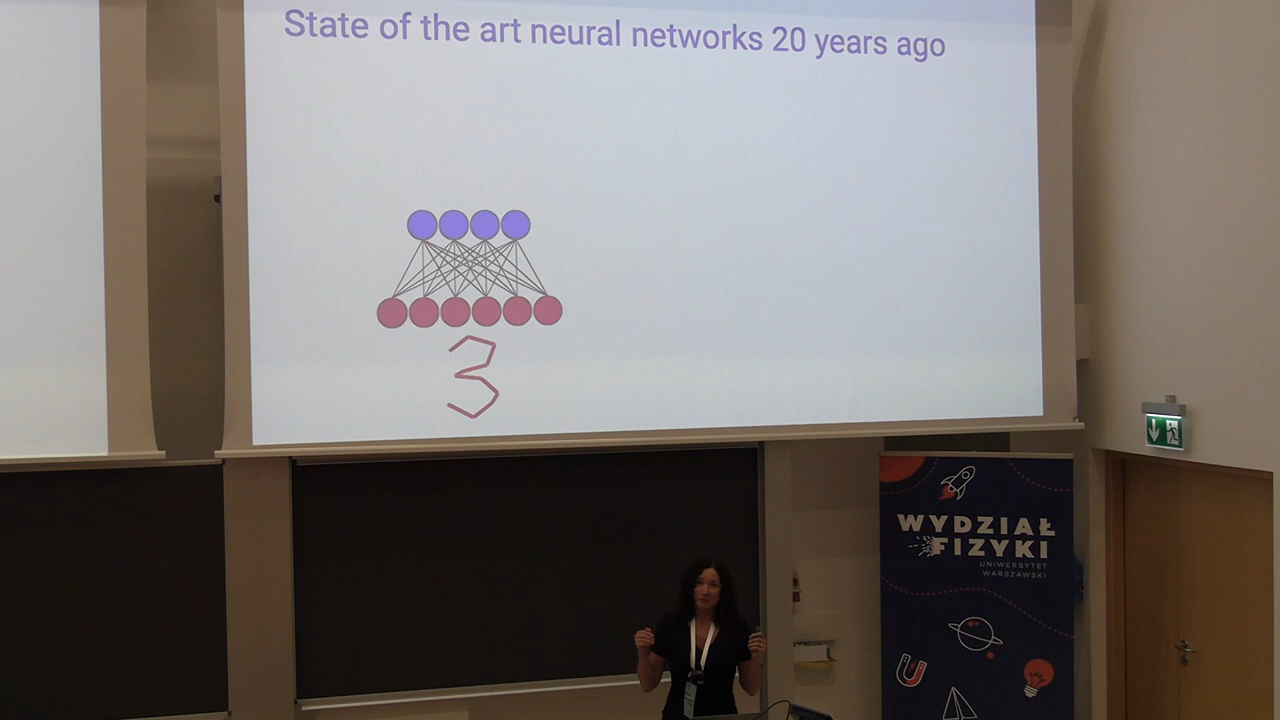 State of the art neural networks 20 years ago
3
WYDZIAŁ
FIZYKI
UNIWERSYTET
WARSZAWSKI